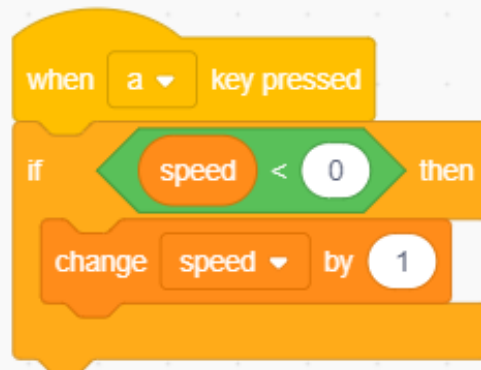 when a key pressed
if speed < 0 then
change speed by 1